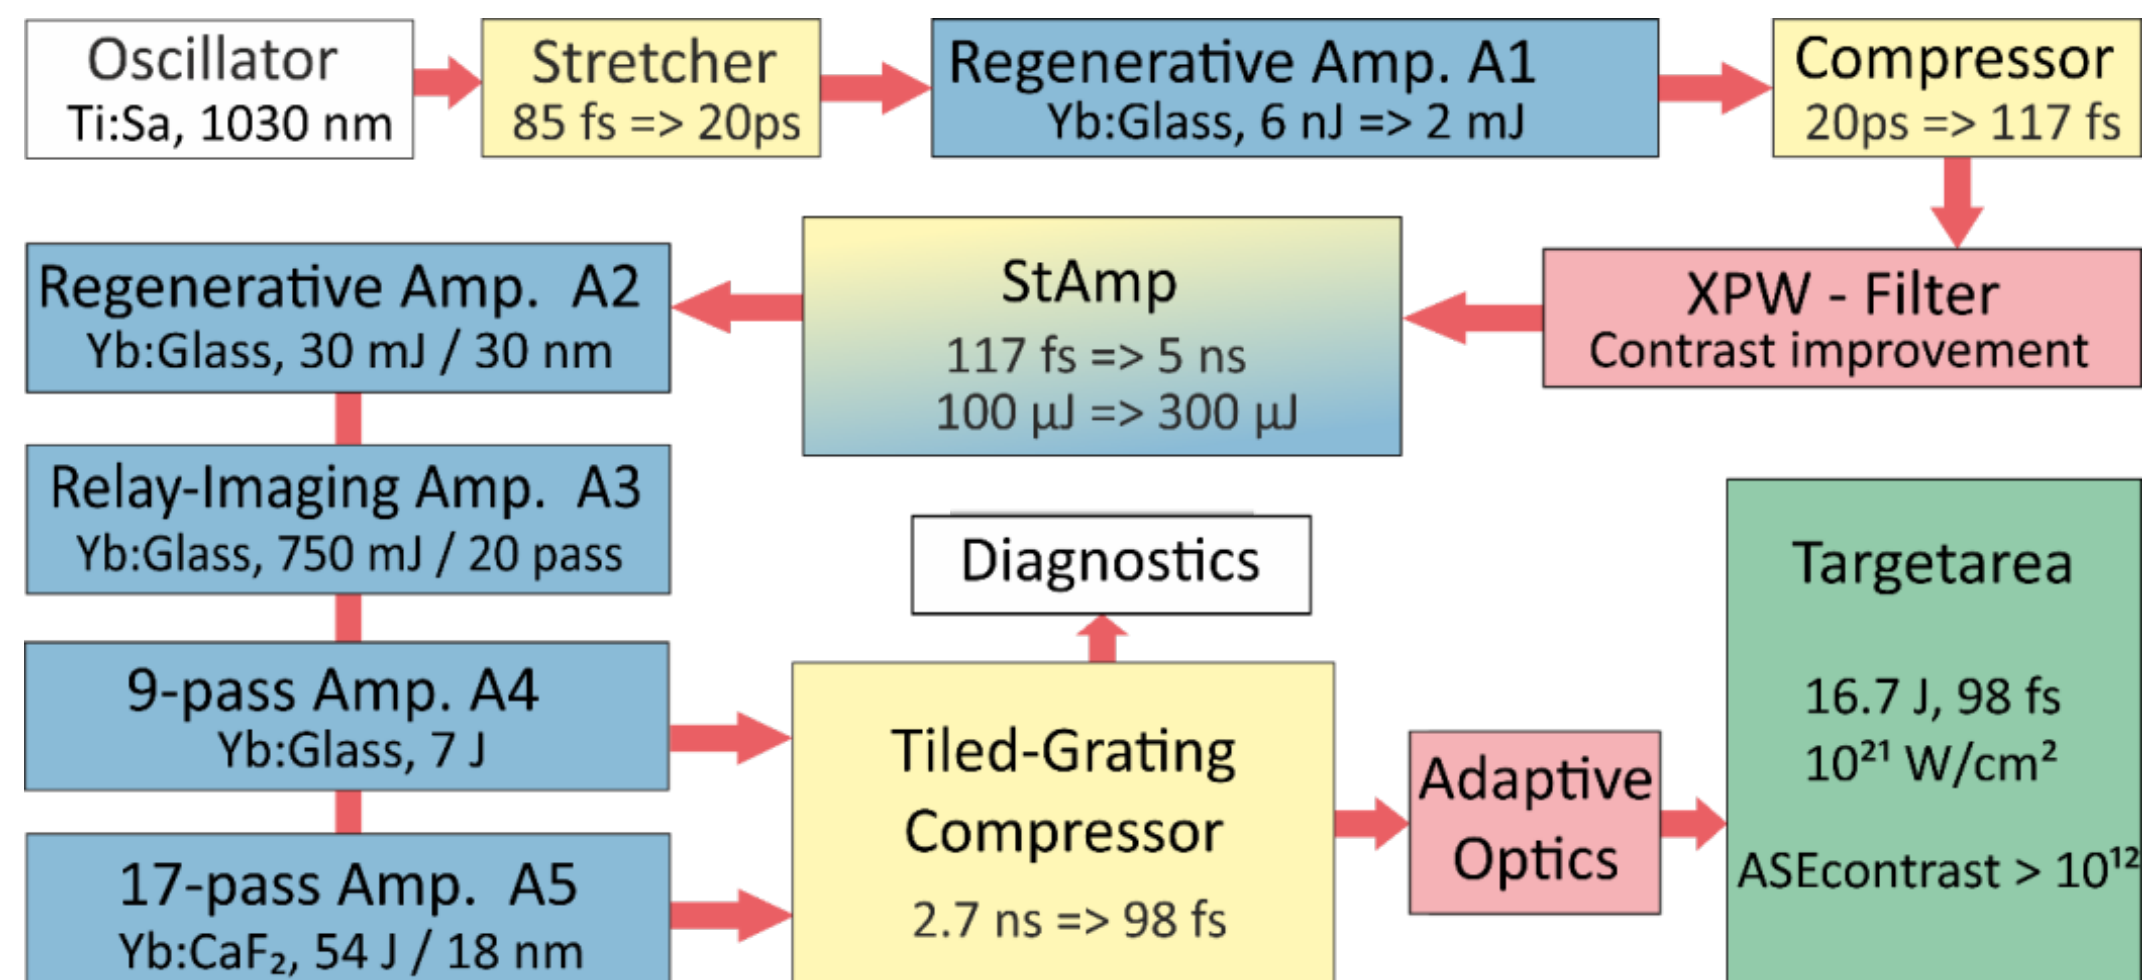 Oscillator
Ti:Sa, 1030 nm
Stretcher
85 fs => 20ps
Regenerative Amp. A1
Yb:Glass, 6 nJ => 2 mJ
Compressor
20ps => 117 fs
XPW - Filter
Contrast improvement
StAmp
117 fs => 5 ns
100 µJ => 300 µJ
Regenerative Amp. A2
Yb:Glass, 30 mJ / 30 nm
Relay-Imaging Amp. A3
Yb:Glass, 750 mJ / 20 pass
9-pass Amp. A4
Yb:Glass, 7 J
17-pass Amp. A5
Yb:CaF₂, 54 J / 18 nm
Diagnostics
Tiled-Grating
Compressor
2.7 ns => 98 fs
Adaptive
Optics
Targetarea
16.7 J, 98 fs
10²¹ W/cm²
ASEcontrast > 10¹²